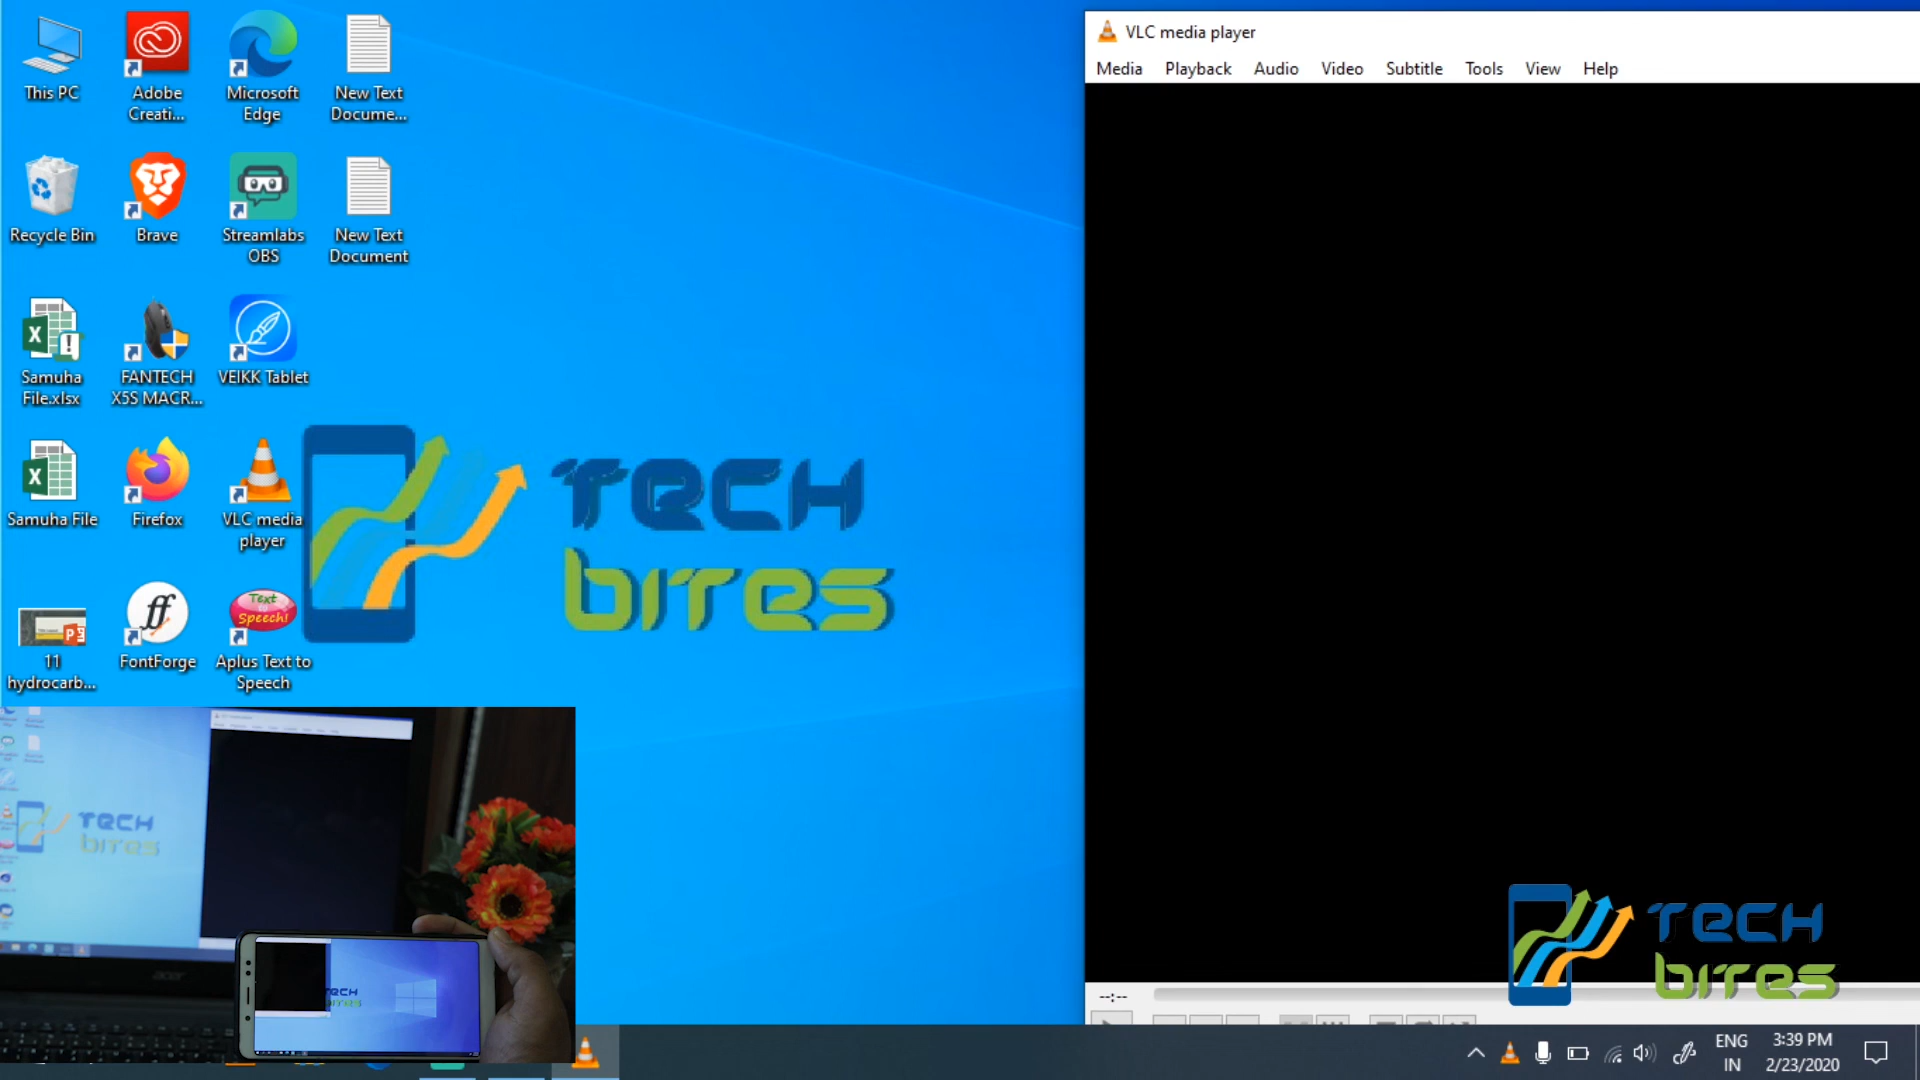 This PC
Adobe
Creati...
Microsoft
Edge
New Text
Docume...
Recycle Bin
Brave
Streamlabs
OBS
New Text
Document
Samuha
File.xlsx
FANTECH
X5S MACR...
VEIKK Tablet
Samuha File
Firefox
VLC media
player
11
hydrocarb...
FontForge
Text
to
Speech!
Aplus Text to
Speech
TECH
BITES
VLC media player
Media Playback Audio Video Subtitle Tools View Help
--:--
TECH
BITES
TECH
BITES
acer
TECH
ENG
IN
3:39 PM
2/23/2020